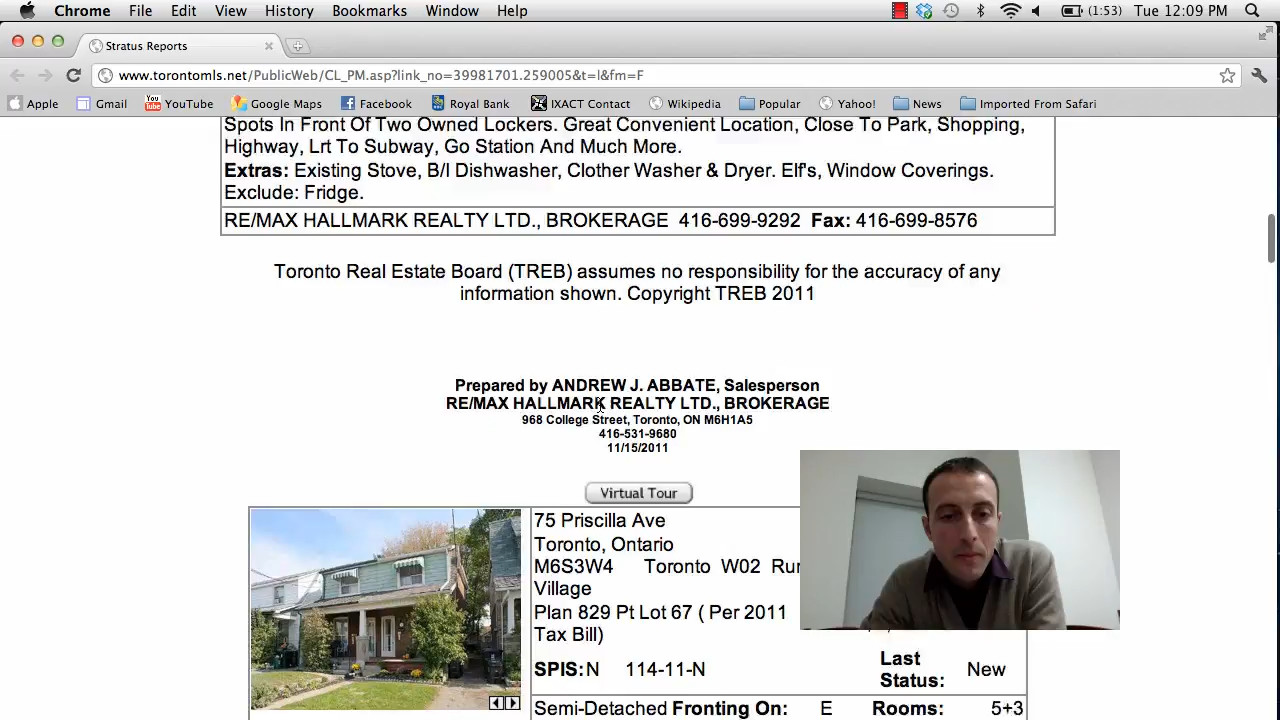 Chrome File Edit View History Bookmarks Window Help (1:53) Tue 12:09 PM
Stratus Reports
www.torontomls.net/PublicWeb/CL_PM.asp?link_no=39981701.259005&t=l&fm=F
Apple Gmail You Tube YouTube Google Maps Facebook Royal Bank IXACT Contact Wikipedia Popular Yahoo! News Imported From Safari
Spots In Front Of Two Owned Lockers. Great Convenient Location, Close To Park, Shopping,
Highway, Lrt To Subway, Go Station And Much More.
Extras: Existing Stove, B/I Dishwasher, Clother Washer & Dryer. Elf's, Window Coverings.
Exclude: Fridge.
RE/MAX HALLMARK REALTY LTD., BROKERAGE 416-699-9292 Fax: 416-699-8576
Toronto Real Estate Board (TREB) assumes no responsibility for the accuracy of any
information shown. Copyright TREB 2011
Prepared by ANDREW J. ABBATE, Salesperson
RE/MAX HALLMARK REALTY LTD., BROKERAGE
968 College Street, Toronto, ON M6H1A5
416-531-9680
11/15/2011
Virtual Tour
75 Priscilla Ave
Toronto, Ontario
M6S3W4 Toronto W02 Run
Village
Plan 829 Pt Lot 67 ( Per 2011
Tax Bill)
SPIS: N 114-11-N Last
Status: New
Semi-Detached Fronting On: E Rooms: 5+3